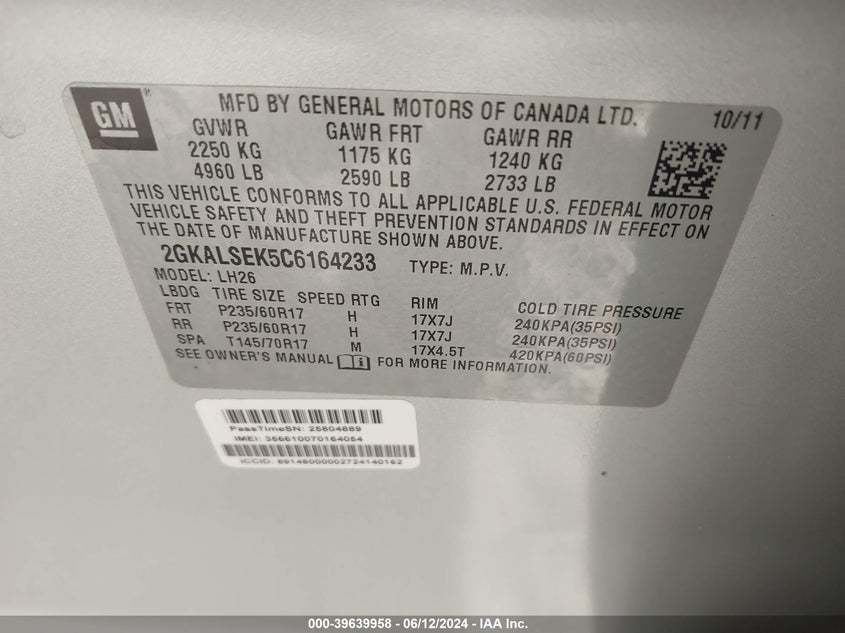 GM ®
MFD BY GENERAL MOTORS OF CANADA LTD. 10/11
GVWR GAWR FRT GAWR RR
2250 KG 1175 KG 1240 KG
4960 LB 2590 LB 2733 LB
THIS VEHICLE CONFORMS TO ALL APPLICABLE U.S. FEDERAL MOTOR
VEHICLE SAFETY AND THEFT PREVENTION STANDARDS IN EFFECT ON
THE DATE OF MANUFACTURE SHOWN ABOVE.
2GKALSEK5C6164233 TYPE: M.P.V.
MODEL: LH26
LBDG TIRE SIZE SPEED RTG RIM COLD TIRE PRESSURE
FRT P235/60R17 H 17X7J 240KPA(35PSI)
RR P235/60R17 H 17X7J 240KPA(35PSI)
SPA T145/70R17 M 17X4.5T 420KPA(60PSI)
SEE OWNER'S MANUAL FOR MORE INFORMATION.
PassTimeSN: 25804889
IMEI: 356610070164054
ICCID: 89148000002724140162
000-39639958 - 06/12/2024 - IAA Inc.